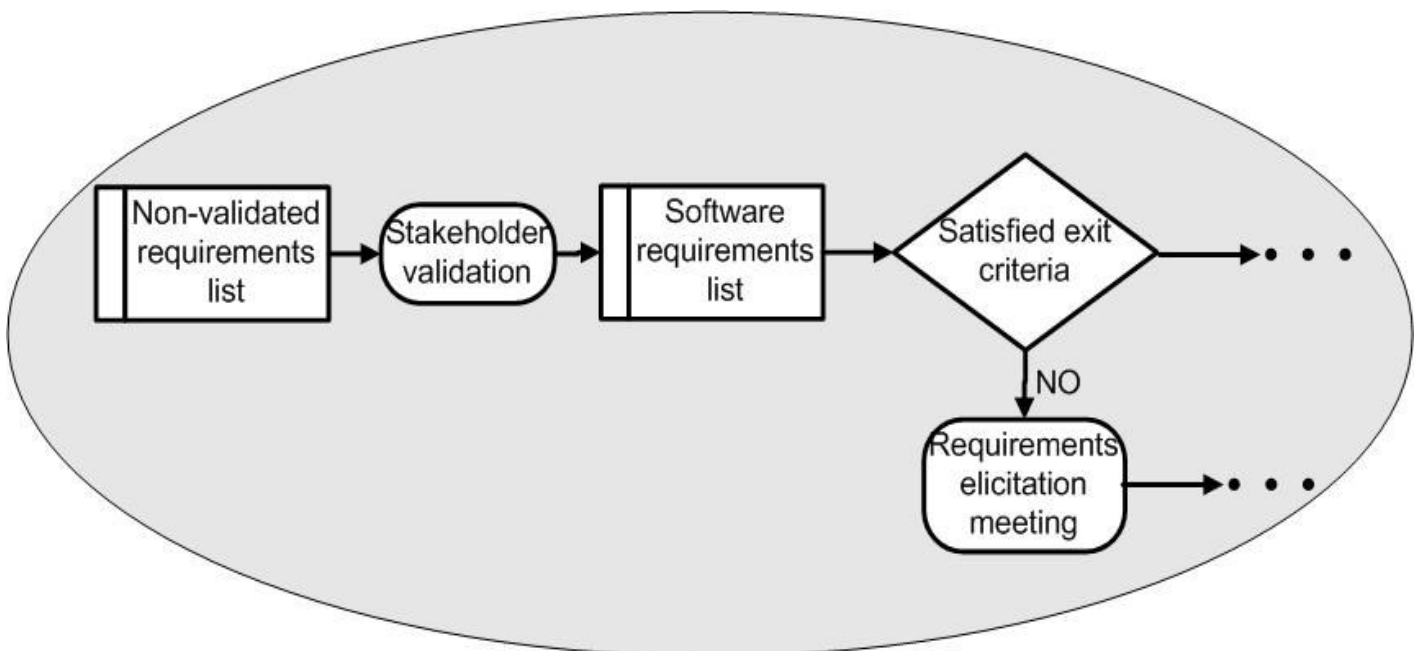 Non-validated
requirements
list
Stakeholder
validation
Software
requirements
list
Satisfied exit
criteria
NO
Requirements
elicitation
meeting